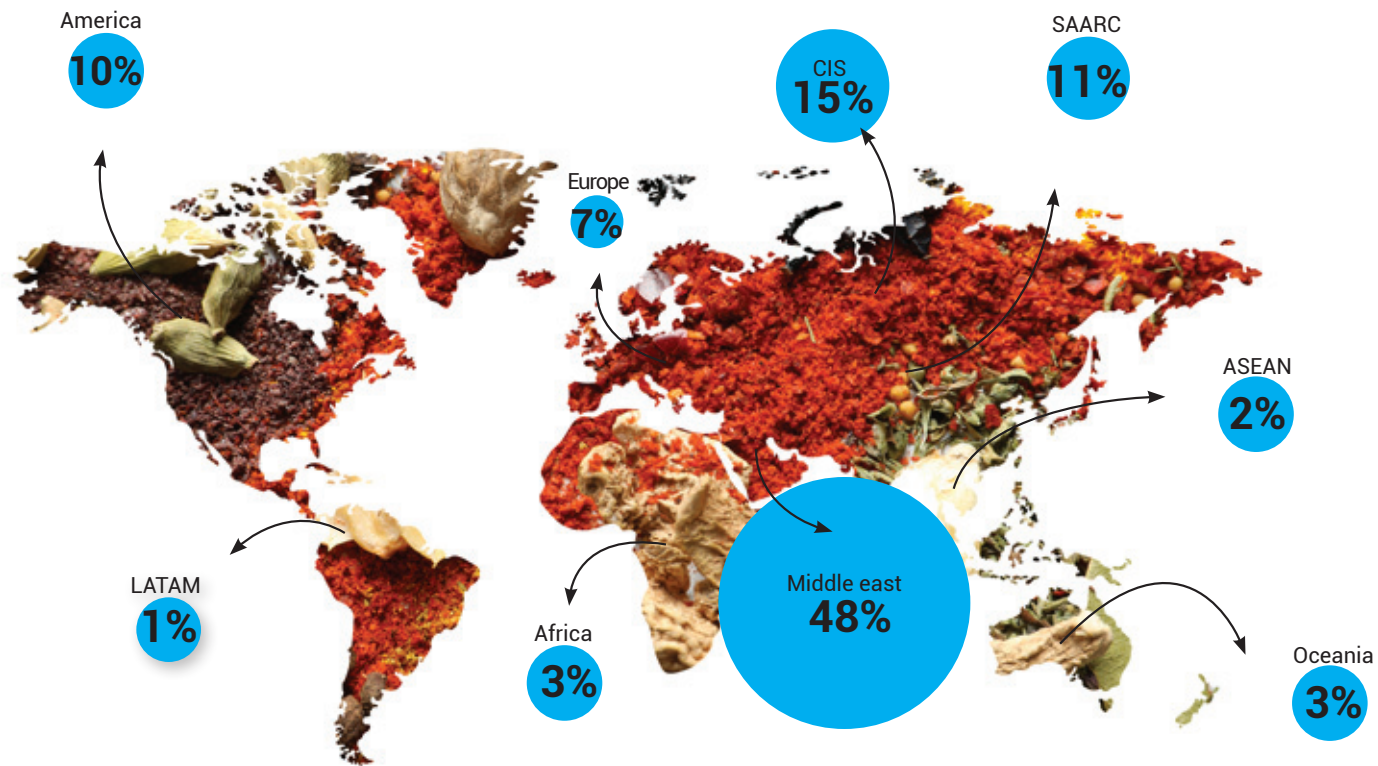 America
10%
CIS
15%
SAARC
11%
Europe
7%
ASEAN
2%
LATAM
1%
Africa
3%
Middle east
48%
Oceania
3%